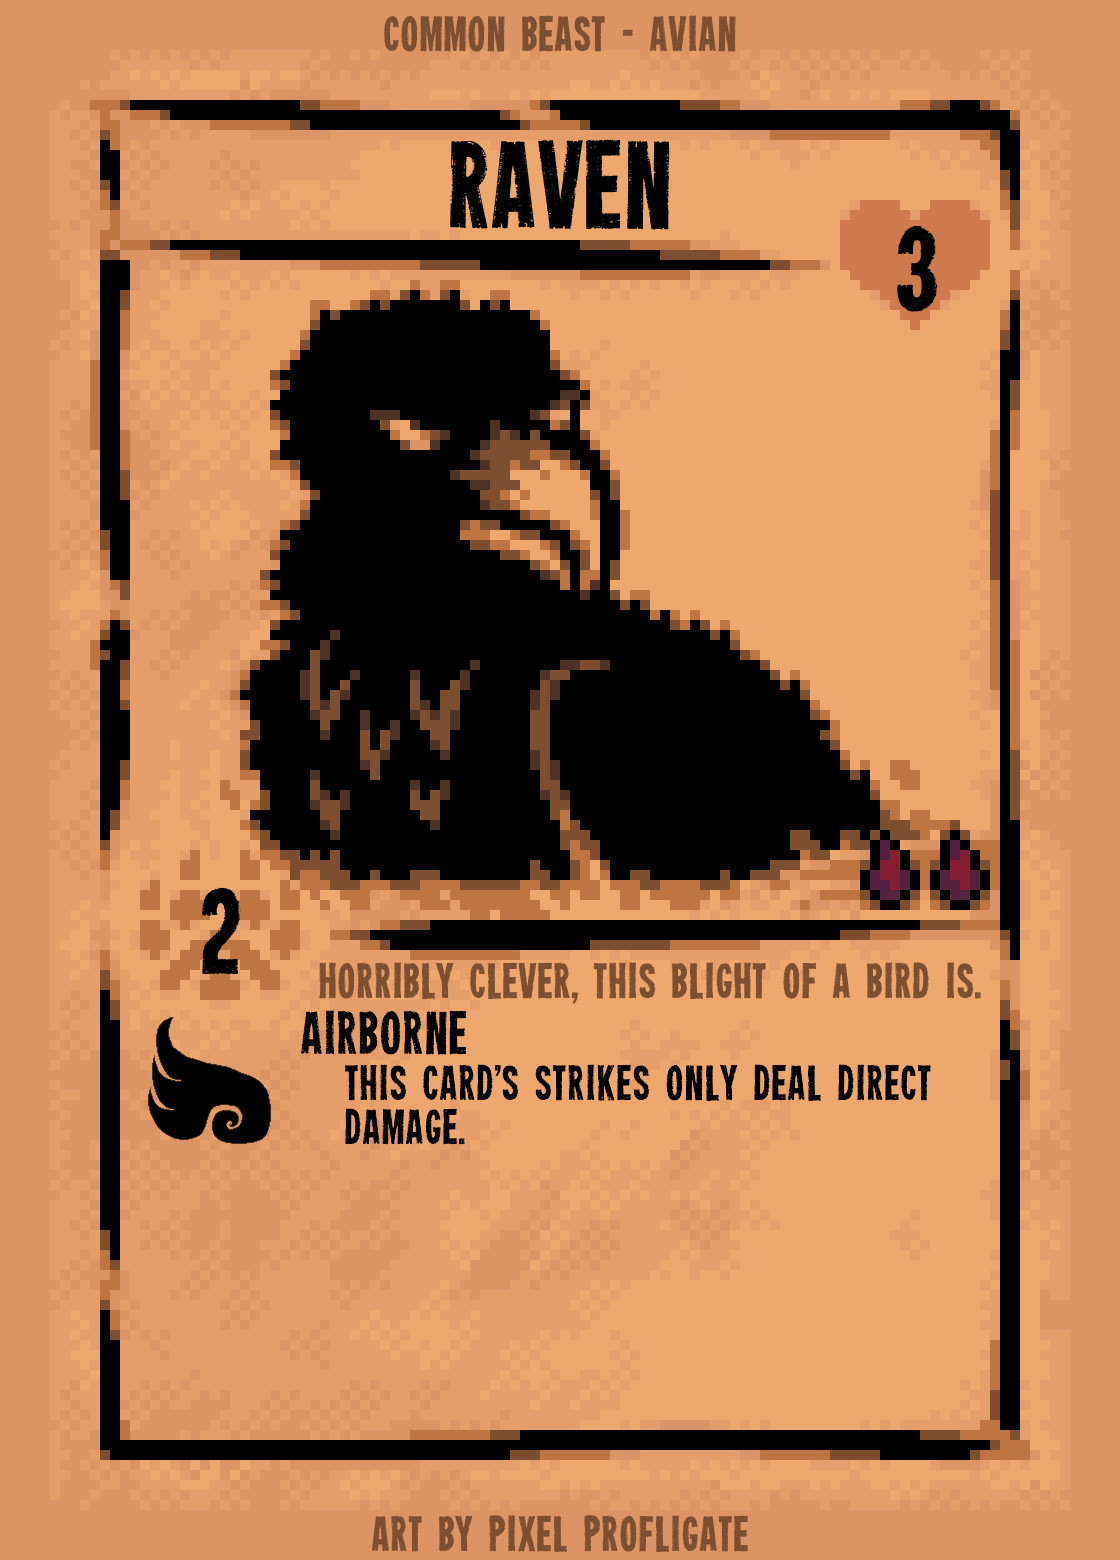 COMMON BEAST - AVIAN
RAVEN
3
2
HORRIBLY CLEVER, THIS BLIGHT OF A BIRD IS.
AIRBORNE
THIS CARD'S STRIKES ONLY DEAL DIRECT
DAMAGE.
ART BY PIXEL PROFLIGATE